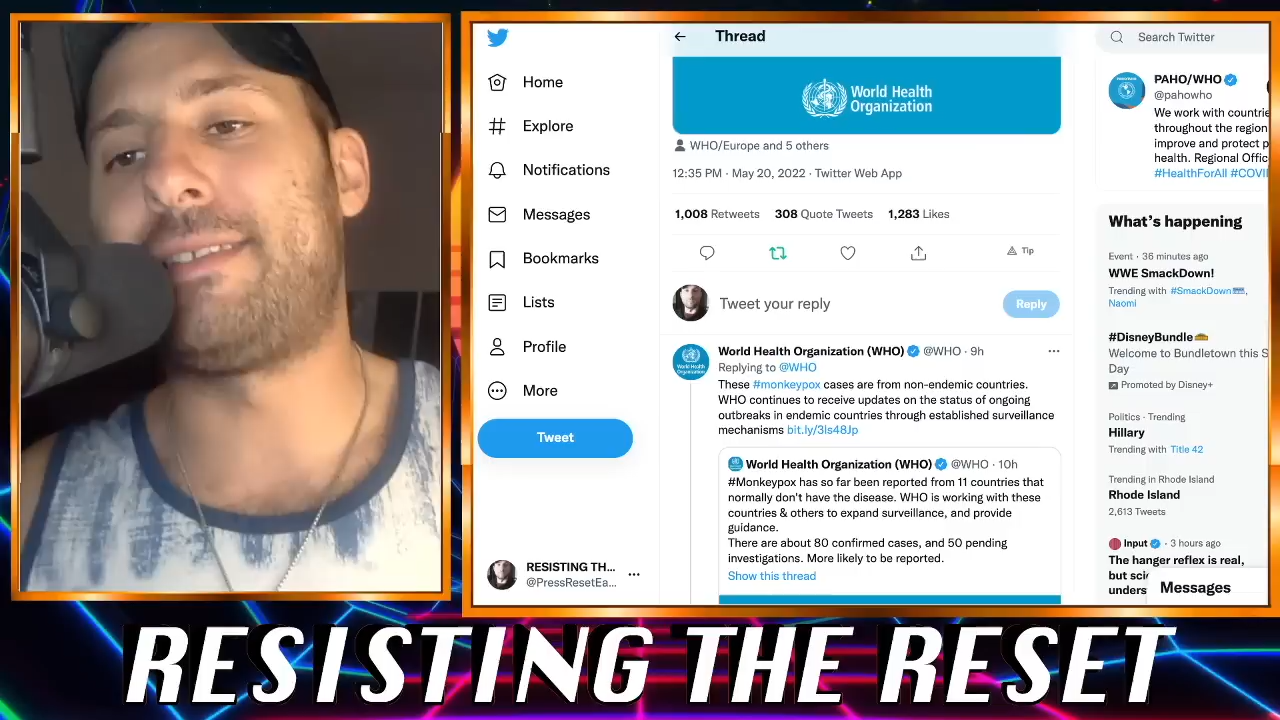 Thread
World Health
Organization
WHO/Europe and 5 others
12:35 PM · May 20, 2022 · Twitter Web App
1,008 Retweets 308 Quote Tweets 1,283 Likes
Tip
Tweet your reply
Reply
World Health Organization (WHO) @WHO · 9h
Replying to @WHO
These #monkeypox cases are from non-endemic countries.
WHO continues to receive updates on the status of ongoing
outbreaks in endemic countries through established surveillance
mechanisms bit.ly/3ls48Jp
World Health Organization (WHO) @WHO · 10h
#Monkeypox has so far been reported from 11 countries that
normally don't have the disease. WHO is working with these
countries & others to expand surveillance, and provide
guidance.
There are about 80 confirmed cases, and 50 pending
investigations. More likely to be reported.
Show this thread
Home
Explore
Notifications
Messages
Bookmarks
Lists
Profile
More
Tweet
RESISTING TH...
@PressResetEa...
Search Twitter
PAHO/WHO
@pahowho
We work with countrie
throughout the region
improve and protect p
health. Regional Offic
#HealthForAll #COVI
What's happening
Event · 36 minutes ago
WWE SmackDown!
Trending with #SmackDown,
Naomi
#DisneyBundle
Welcome to Bundletown this S
Day
Promoted by Disney+
Politics · Trending
Hillary
Trending with Title 42
Trending in Rhode Island
Rhode Island
2,613 Tweets
Input · 3 hours ago
The hanger reflex is real,
but sci
unders
Messages
RESISTING THE RESET